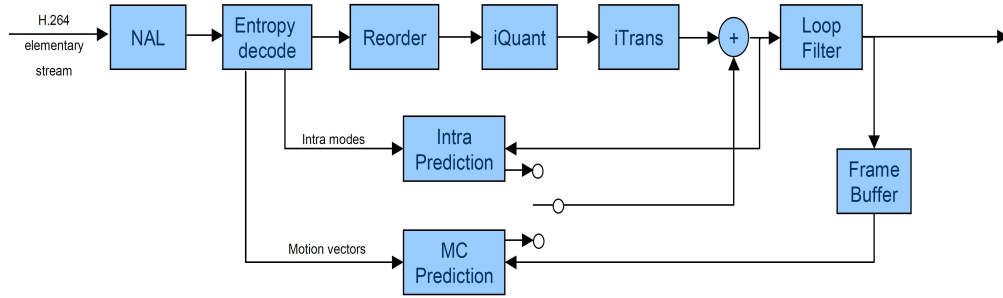 H.264
elementary
stream
NAL
Entropy
decode
Reorder
iQuant
iTrans
+
Loop
Filter
Intra modes
Intra
Prediction
Frame
Buffer
Motion vectors
MC
Prediction